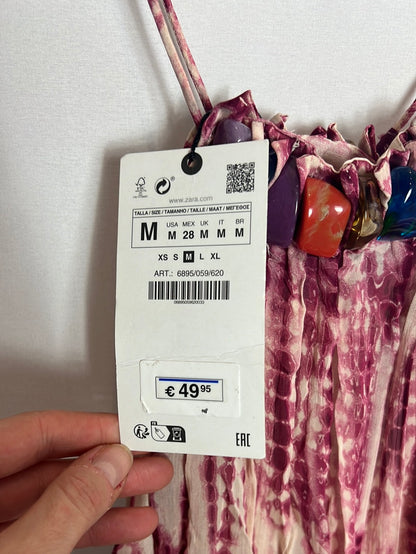 www.zara.com
TALLA / SIZE / TAMANHO / TAILLE / MAAT / ΜΕΓΕΘΟΣ
M USA M MEX 28 UK M IT M BR M
XS S M L XL
ART.: 6895/059/620
€ 49 95
EAC